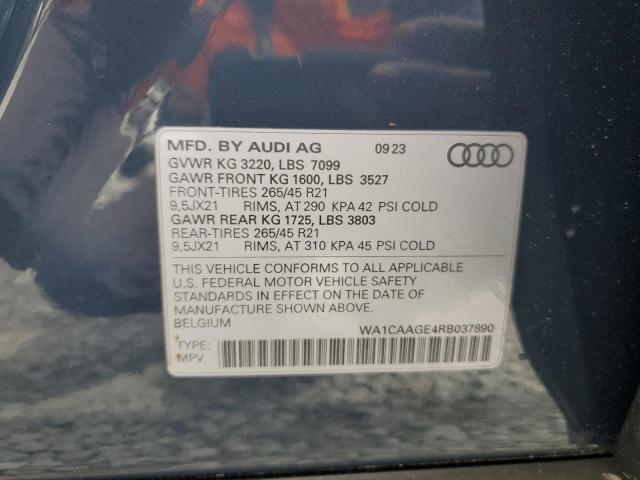 MFD. BY AUDI AG 09 23
GVWR KG 3220, LBS 7099
GAWR FRONT KG 1600, LBS 3527
FRONT-TIRES 265/45 R21
9,5JX21 RIMS, AT 290 KPA 42 PSI COLD
GAWR REAR KG 1725, LBS 3803
REAR-TIRES 265/45 R21
9,5JX21 RIMS, AT 310 KPA 45 PSI COLD
THIS VEHICLE CONFORMS TO ALL APPLICABLE
U.S. FEDERAL MOTOR VEHICLE SAFETY
STANDARDS IN EFFECT ON THE DATE OF
MANUFACTURE SHOWN ABOVE.
BELGIUM WA1CAAGE4RB037890
TYPE:
MPV